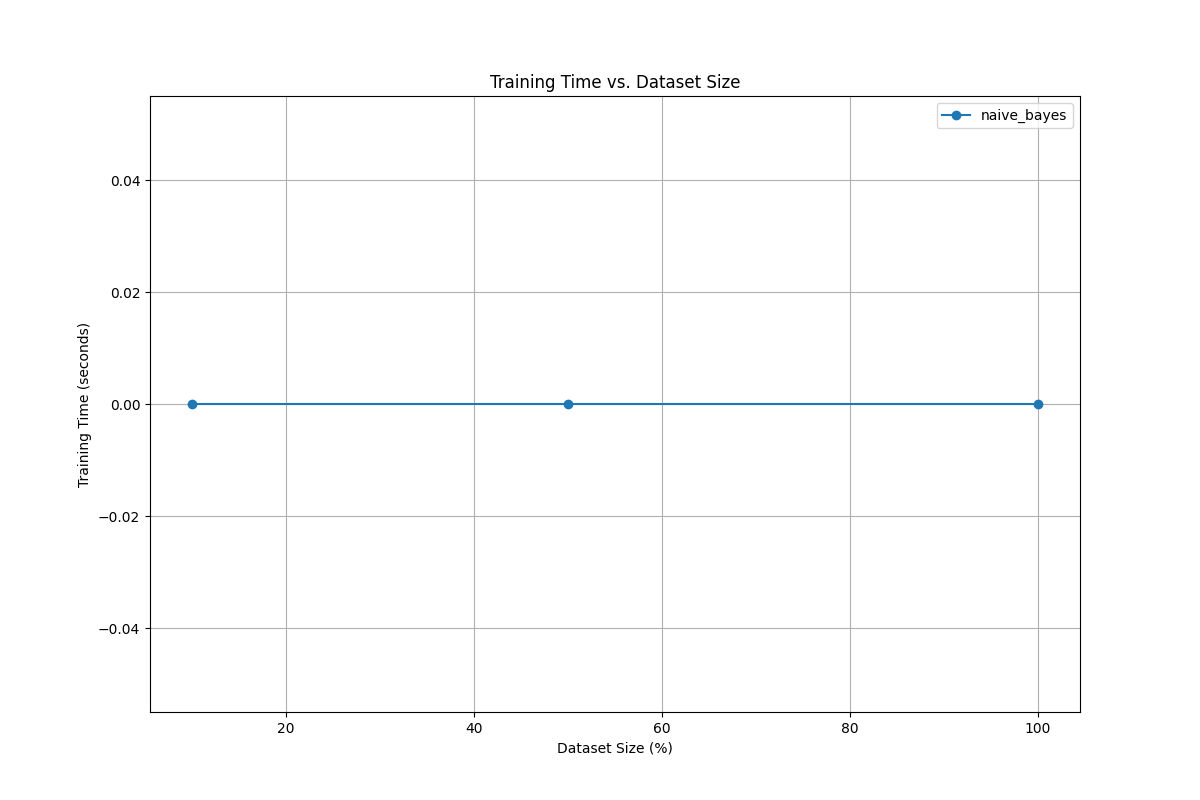 Training Time vs. Dataset Size
naive_bayes
0.04
0.02
0.00
−0.02
−0.04
Training Time (seconds)
20 40 60 80 100
Dataset Size (%)